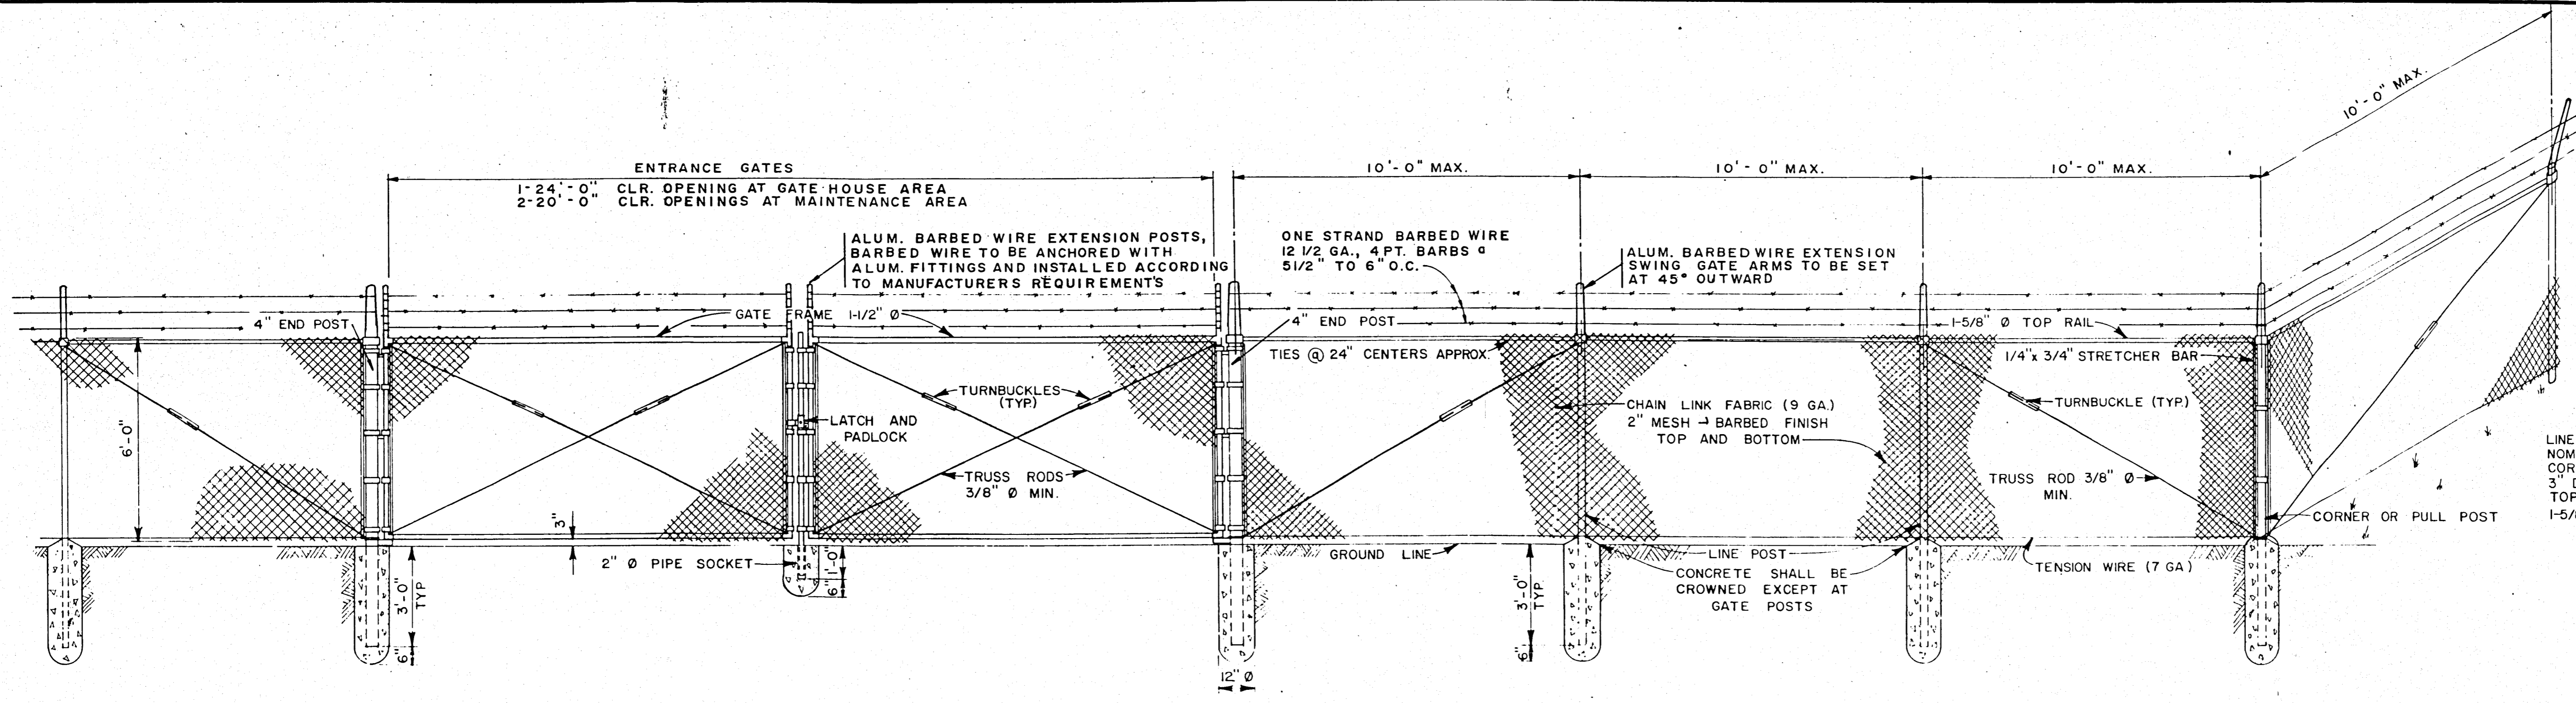 10'-0" MAX.
ENTRANCE GATES
1-24'-0" CLR. OPENING AT GATE HOUSE AREA
2-20'-0" CLR. OPENINGS AT MAINTENANCE AREA
10'-0" MAX.
10'-0" MAX.
10'-0" MAX.
ALUM. BARBED WIRE EXTENSION POSTS,
BARBED WIRE TO BE ANCHORED WITH
ALUM. FITTINGS AND INSTALLED ACCORDING
TO MANUFACTURERS REQUIREMENTS
ONE STRAND BARBED WIRE
12 1/2 GA., 4 PT. BARBS @
5 1/2" TO 6" O.C.
ALUM. BARBED WIRE EXTENSION
SWING GATE ARMS TO BE SET
AT 45° OUTWARD
4" END POST
GATE FRAME 1-1/2" Ø
4" END POST
1-5/8" Ø TOP RAIL
TIES @ 24" CENTERS APPROX.
1/4" x 3/4" STRETCHER BAR
6'-0"
TURNBUCKLES
(TYP.)
LATCH AND
PADLOCK
CHAIN LINK FABRIC (9 GA.)
2" MESH - BARBED FINISH
TOP AND BOTTOM
TURNBUCKLE (TYP.)
TRUSS RODS
3/8" Ø MIN.
TRUSS ROD 3/8" Ø
MIN.
LINE
NOM
COR
3" D
TOP
1-5/8
CORNER OR PULL POST
3"
2" Ø PIPE SOCKET
1'-0"
6"
GROUND LINE
LINE POST
CONCRETE SHALL BE
CROWNED EXCEPT AT
GATE POSTS
TENSION WIRE (7 GA.)
3'-0"
TYP.
6"
3'-0"
TYP.
6"
12" Ø